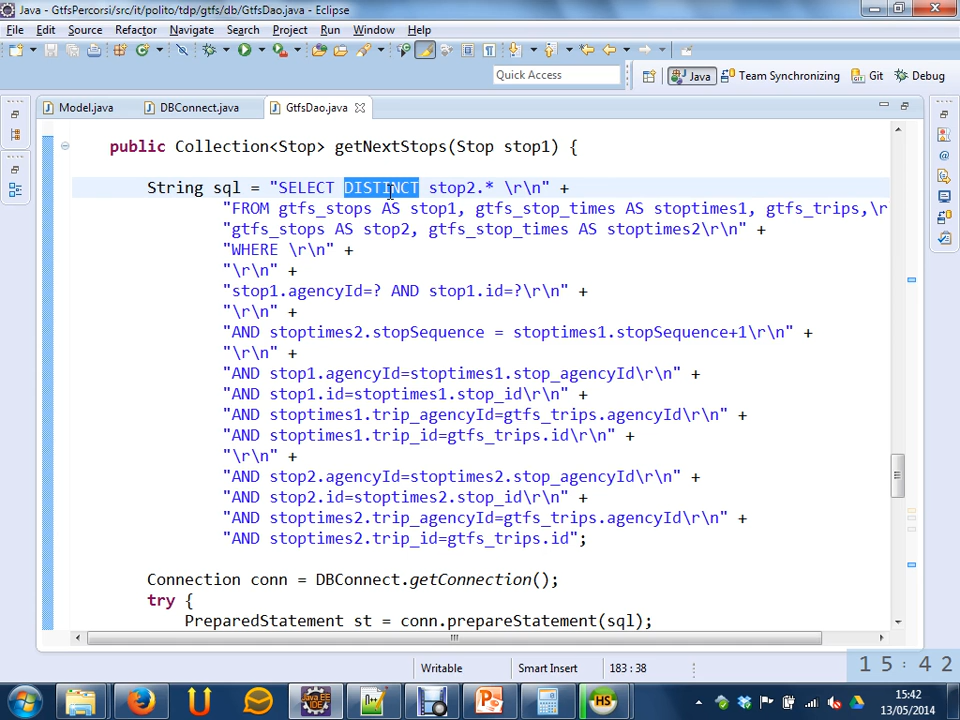 Java - GtfsPercorsi/src/it/polito/tdp/gtfs/db/GtfsDao.java - Eclipse
File Edit Source Refactor Navigate Search Project Run Window Help
Quick Access
Java Team Synchronizing Git Debug
Model.java DBConnect.java GtfsDao.java
public Collection<Stop> getNextStops(Stop stop1) {
String sql = "SELECT DISTINCT stop2.* \r\n" +
"FROM gtfs_stops AS stop1, gtfs_stop_times AS stoptimes1, gtfs_trips,\r
"gtfs_stops AS stop2, gtfs_stop_times AS stoptimes2\r\n" +
"WHERE \r\n" +
"\r\n" +
"stop1.agencyId=? AND stop1.id=?\r\n" +
"\r\n" +
"AND stoptimes2.stopSequence = stoptimes1.stopSequence+1\r\n" +
"\r\n" +
"AND stop1.agencyId=stoptimes1.stop_agencyId\r\n" +
"AND stop1.id=stoptimes1.stop_id\r\n" +
"AND stoptimes1.trip_agencyId=gtfs_trips.agencyId\r\n" +
"AND stoptimes1.trip_id=gtfs_trips.id\r\n" +
"\r\n" +
"AND stop2.agencyId=stoptimes2.stop_agencyId\r\n" +
"AND stop2.id=stoptimes2.stop_id\r\n" +
"AND stoptimes2.trip_agencyId=gtfs_trips.agencyId\r\n" +
"AND stoptimes2.trip_id=gtfs_trips.id";
Connection conn = DBConnect.getConnection();
try {
PreparedStatement st = conn.prepareStatement(sql);
Writable Smart Insert 183 : 38
15:42
15:42
13/05/2014